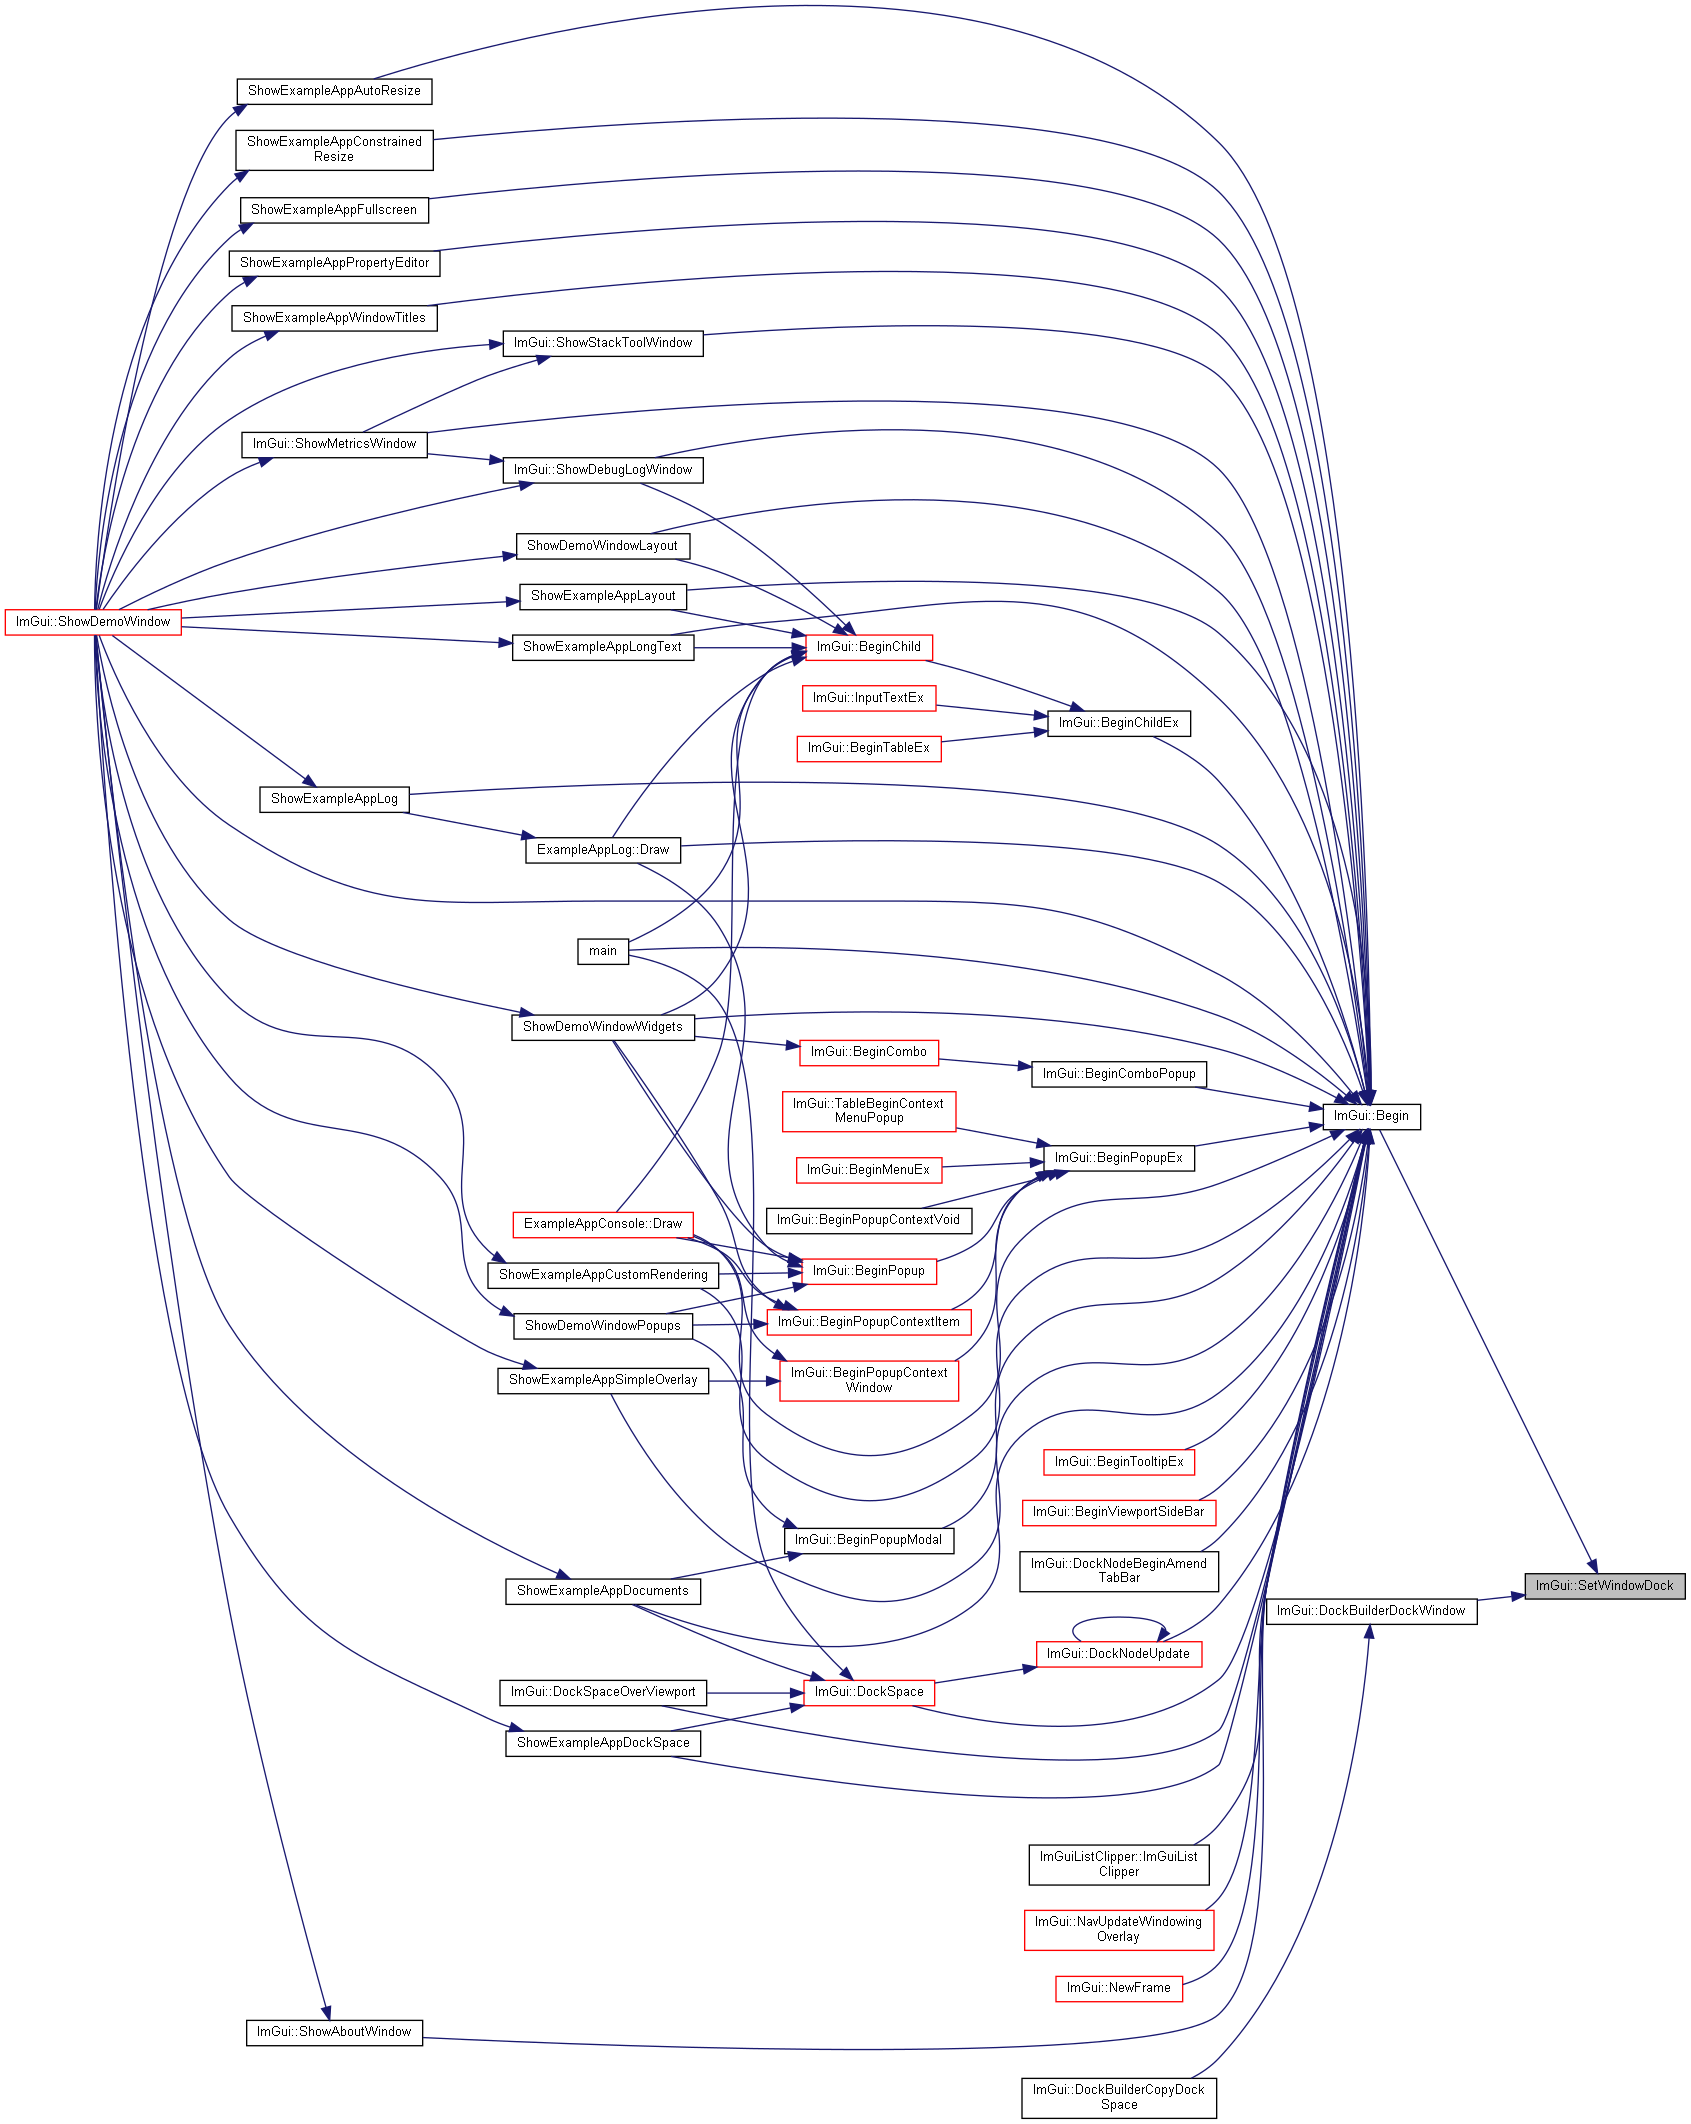 ShowExampleAppAutoResize
ShowExampleAppConstrained
Resize
ShowExampleAppFullscreen
ShowExampleAppPropertyEditor
ShowExampleAppWindowTitles
ImGui::ShowStackToolWindow
ImGui::ShowMetricsWindow
ImGui::ShowDebugLogWindow
ShowDemoWindowLayout
ShowExampleAppLayout
ImGui::ShowDemoWindow
ShowExampleAppLongText
ImGui::BeginChild
ImGui::InputTextEx
ImGui::BeginChildEx
ImGui::BeginTableEx
ShowExampleAppLog
ExampleAppLog::Draw
main
ShowDemoWindowWidgets
ImGui::BeginCombo
ImGui::BeginComboPopup
ImGui::TableBeginContext
MenuPopup
ImGui::Begin
ImGui::BeginPopupEx
ImGui::BeginMenuEx
ImGui::BeginPopupContextVoid
ExampleAppConsole::Draw
ImGui::BeginPopup
ShowExampleAppCustomRendering
ImGui::BeginPopupContextItem
ShowDemoWindowPopups
ImGui::BeginPopupContext
Window
ShowExampleAppSimpleOverlay
ImGui::BeginTooltipEx
ImGui::BeginViewportSideBar
ImGui::BeginPopupModal
ImGui::DockNodeBeginAmend
TabBar
ImGui::SetWindowDock
ShowExampleAppDocuments
ImGui::DockBuilderDockWindow
ImGui::DockNodeUpdate
ImGui::DockSpaceOverViewport
ImGui::DockSpace
ShowExampleAppDockSpace
ImGuiListClipper::ImGuiList
Clipper
ImGui::NavUpdateWindowing
Overlay
ImGui::NewFrame
ImGui::ShowAboutWindow
ImGui::DockBuilderCopyDock
Space